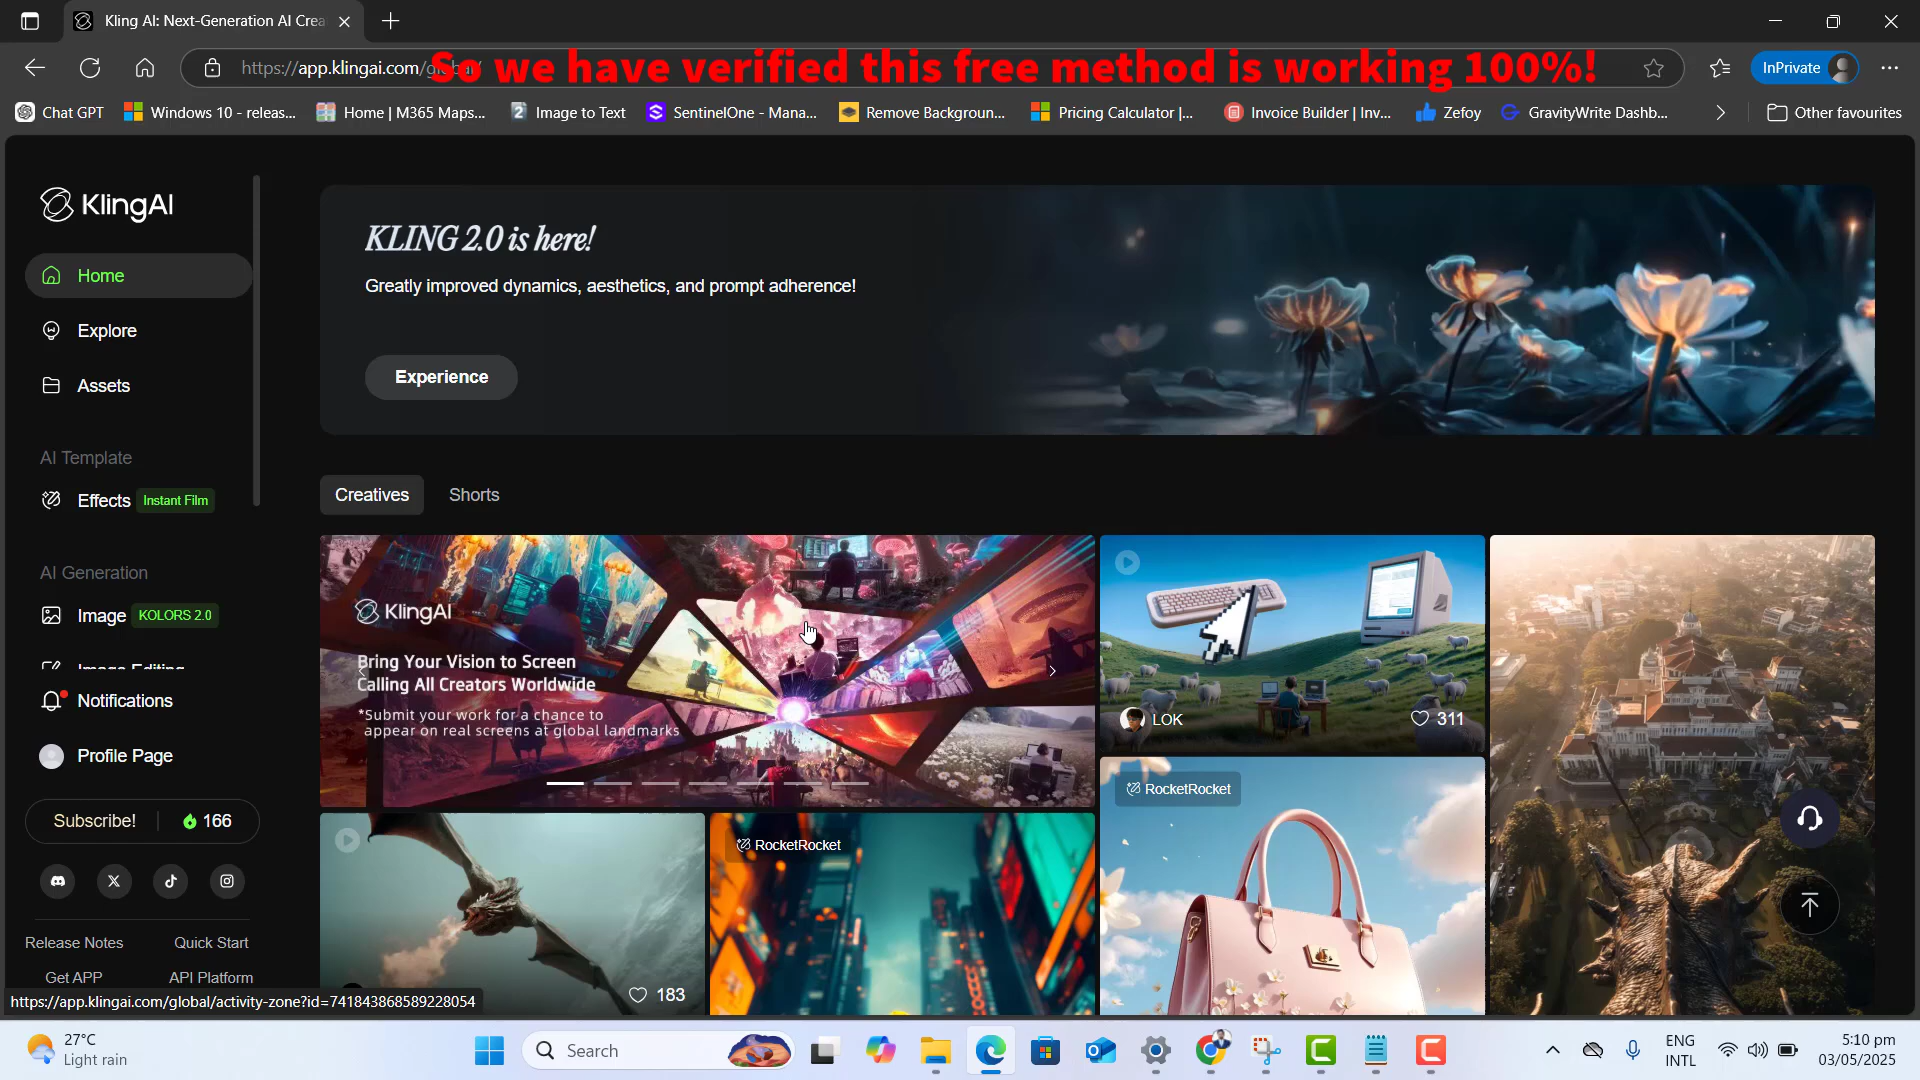 Kling AI: Next-Generation AI Crea
https://app.klingai.com/global/
So we have verified this free method is working 100%!
InPrivate
Chat GPT
Windows 10 - releas...
Home | M365 Maps...
Image to Text
SentinelOne - Mana...
Remove Backgroun...
Pricing Calculator |...
Invoice Builder | Inv...
Zefoy
GravityWrite Dashb...
Other favourites
KlingAI
Home
Explore
Assets
AI Template
Effects Instant Film
AI Generation
Image KOLORS 2.0
Image Editing
Notifications
Profile Page
Subscribe! 166
Release Notes Quick Start
Get APP API Platform
https://app.klingai.com/global/activity-zone?id=741843868589228054
KLING 2.0 is here!
Greatly improved dynamics, aesthetics, and prompt adherence!
Experience
Creatives Shorts
KlingAI
Bring Your Vision to Screen
Calling All Creators Worldwide
*Submit your work for a chance to
appear on real screens at global landmarks
LOK 311
RocketRocket
183
RocketRocket
27°C
Light rain
Search
ENG
INTL
5:10 pm
03/05/2025